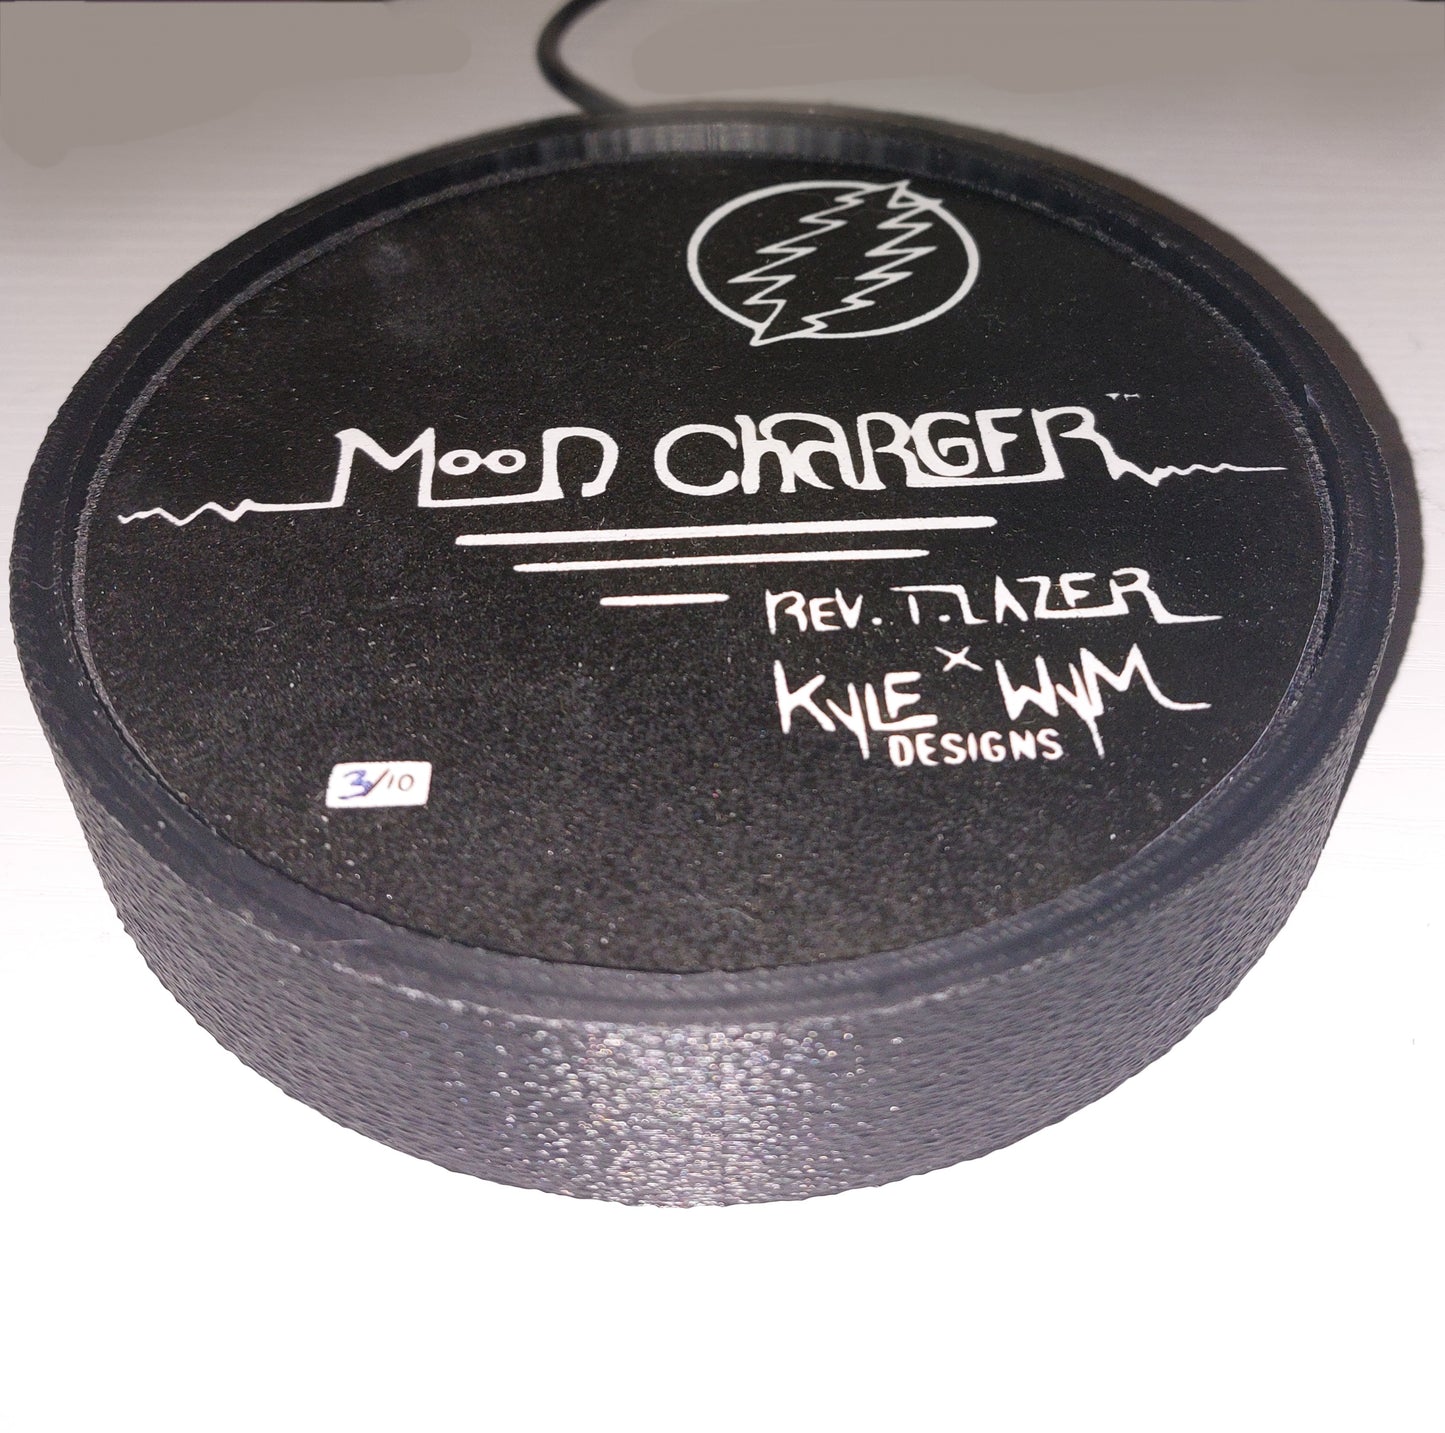 MOON CHARGER™
REV. T. LAZER
×
KYLE WYM
DESIGNS
3/10